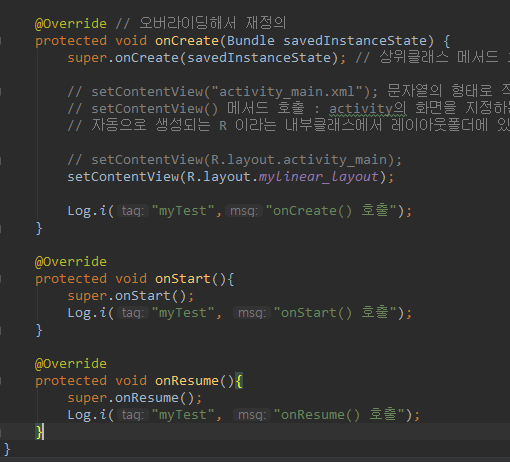 @Override // 오버라이딩해서 재정의
protected void onCreate(Bundle savedInstanceState) {
super.onCreate(savedInstanceState); // 상위클래스 메서드
// setContentView("activity_main.xml"); 문자열의 형태로
// setContentView() 메서드 호출 : activity의 화면을 지정하는
// 자동으로 생성되는 R 이라는 내부클래스에서 레이아웃폴더에 있
// setContentView(R.layout.activity_main);
setContentView(R.layout.mylinear_layout);
Log.i( tag: "myTest", msg: "onCreate() 호출");
}
@Override
protected void onStart(){
super.onStart();
Log.i( tag: "myTest", msg: "onStart() 호출");
}
@Override
protected void onResume(){
super.onResume();
Log.i( tag: "myTest", msg: "onResume() 호출");
}
}